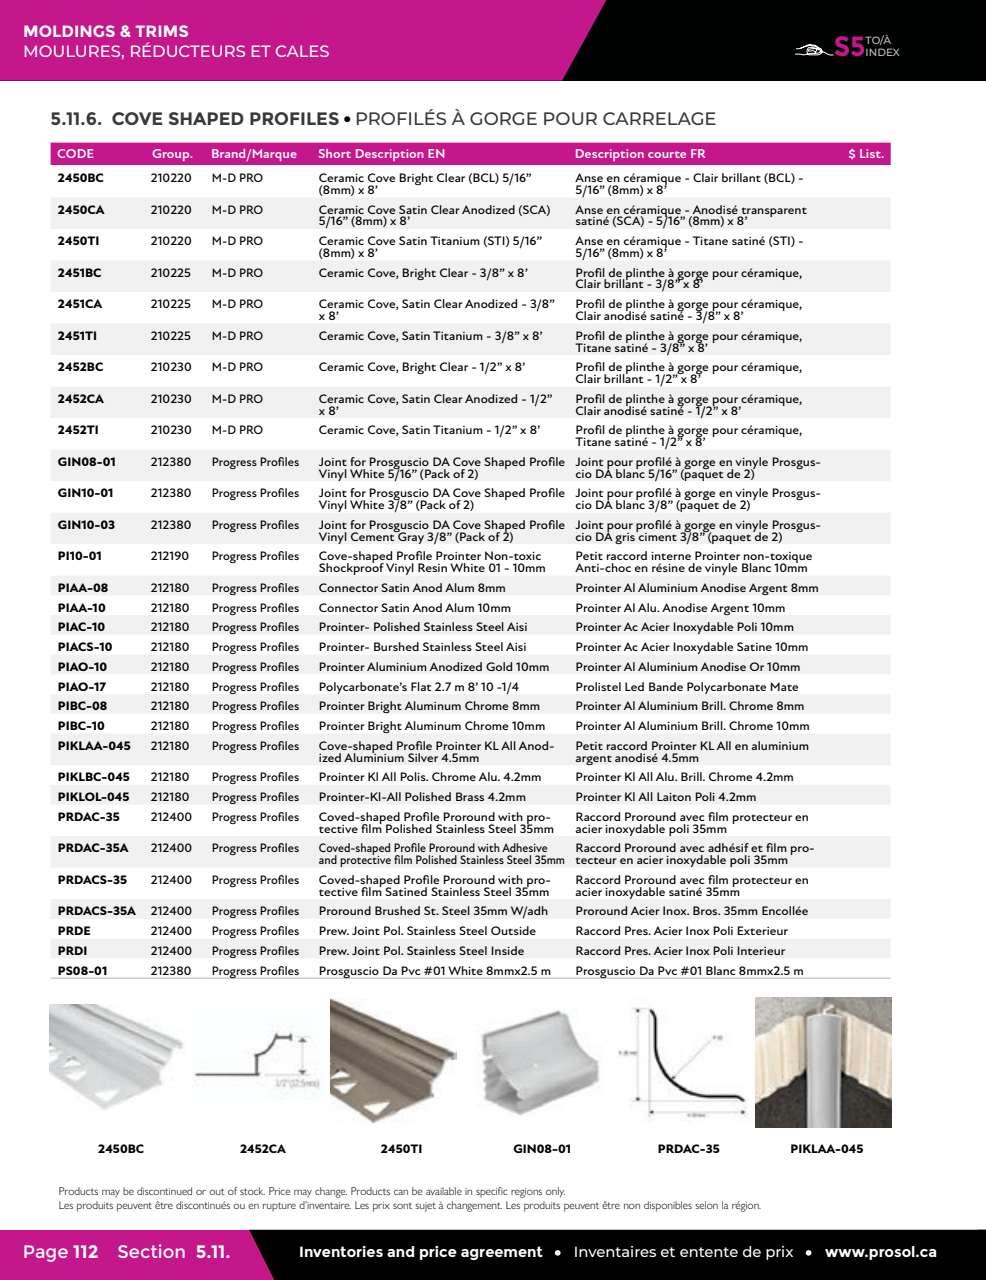 MOLDINGS & TRIMS
MOULURES, RÉDUCTEURS ET CALES
S5 TO/À INDEX
5.11.6. COVE SHAPED PROFILES • PROFILÉS À GORGE POUR CARRELAGE
CODE Group. Brand/Marque Short Description EN Description courte FR $ List.
2450BC 210220 M-D PRO Ceramic Cove Bright Clear (BCL) 5/16” Anse en céramique - Clair brillant (BCL) -
(8mm) x 8’ 5/16” (8mm) x 8’
2450CA 210220 M-D PRO Ceramic Cove Satin Clear Anodized (SCA) Anse en céramique - Anodisé transparent
5/16” (8mm) x 8’ satiné (SCA) - 5/16” (8mm) x 8’
2450TI 210220 M-D PRO Ceramic Cove Satin Titanium (STI) 5/16” Anse en céramique - Titane satiné (STI) -
(8mm) x 8’ 5/16” (8mm) x 8’
2451BC 210225 M-D PRO Ceramic Cove, Bright Clear - 3/8” x 8’ Profil de plinthe à gorge pour céramique,
Clair brillant - 3/8” x 8’
2451CA 210225 M-D PRO Ceramic Cove, Satin Clear Anodized - 3/8” Profil de plinthe à gorge pour céramique,
x 8’ Clair anodisé satiné - 3/8” x 8’
2451TI 210225 M-D PRO Ceramic Cove, Satin Titanium - 3/8” x 8’ Profil de plinthe à gorge pour céramique,
Titane satiné - 3/8” x 8’
2452BC 210230 M-D PRO Ceramic Cove, Bright Clear - 1/2” x 8’ Profil de plinthe à gorge pour céramique,
Clair brillant - 1/2” x 8’
2452CA 210230 M-D PRO Ceramic Cove, Satin Clear Anodized - 1/2” Profil de plinthe à gorge pour céramique,
x 8’ Clair anodisé satiné - 1/2” x 8’
2452TI 210230 M-D PRO Ceramic Cove, Satin Titanium - 1/2” x 8’ Profil de plinthe à gorge pour céramique,
Titane satiné - 1/2” x 8’
GIN08-01 212380 Progress Profiles Joint for Prosguscio DA Cove Shaped Profile Joint pour profilé à gorge en vinyle Prosgus-
Vinyl White 5/16” (Pack of 2) cio DA blanc 5/16” (paquet de 2)
GIN10-01 212380 Progress Profiles Joint for Prosguscio DA Cove Shaped Profile Joint pour profilé à gorge en vinyle Prosgus-
Vinyl White 3/8” (Pack of 2) cio DA blanc 3/8” (paquet de 2)
GIN10-03 212380 Progress Profiles Joint for Prosguscio DA Cove Shaped Profile Joint pour profilé à gorge en vinyle Prosgus-
Vinyl Cement Gray 3/8” (Pack of 2) cio DA gris ciment 3/8” (paquet de 2)
PI10-01 212190 Progress Profiles Cove-shaped Profile Prointer Non-toxic Petit raccord interne Prointer non-toxique
Shockproof Vinyl Resin White 01 - 10mm Anti-choc en résine de vinyle Blanc 10mm
PIAA-08 212180 Progress Profiles Connector Satin Anod Alum 8mm Prointer Al Aluminium Anodise Argent 8mm
PIAA-10 212180 Progress Profiles Connector Satin Anod Alum 10mm Prointer Al Alu. Anodise Argent 10mm
PIAC-10 212180 Progress Profiles Prointer- Polished Stainless Steel Aisi Prointer Ac Acier Inoxydable Poli 10mm
PIACS-10 212180 Progress Profiles Prointer- Burshed Stainless Steel Aisi Prointer Ac Acier Inoxydable Satine 10mm
PIAO-10 212180 Progress Profiles Prointer Aluminium Anodized Gold 10mm Prointer Al Aluminium Anodise Or 10mm
PIAO-17 212180 Progress Profiles Polycarbonate’s Flat 2.7 m 8’ 10 -1/4 Prolistel Led Bande Polycarbonate Mate
PIBC-08 212180 Progress Profiles Prointer Bright Aluminum Chrome 8mm Prointer Al Aluminium Brill. Chrome 8mm
PIBC-10 212180 Progress Profiles Prointer Bright Aluminum Chrome 10mm Prointer Al Aluminium Brill. Chrome 10mm
PIKLAA-045 212180 Progress Profiles Cove-shaped Profile Prointer KL All Anod- Petit raccord Prointer KL All en aluminium
ized Aluminium Silver 4.5mm argent anodisé 4.5mm
PIKLBC-045 212180 Progress Profiles Prointer Kl All Polis. Chrome Alu. 4.2mm Prointer Kl All Alu. Brill. Chrome 4.2mm
PIKLOL-045 212180 Progress Profiles Prointer-Kl-All Polished Brass 4.2mm Prointer Kl All Laiton Poli 4.2mm
PRDAC-35 212400 Progress Profiles Coved-shaped Profile Proround with pro- Raccord Proround avec film protecteur en
tective film Polished Stainless Steel 35mm acier inoxydable poli 35mm
PRDAC-35A 212400 Progress Profiles Coved-shaped Profile Proround with Adhesive Raccord Proround avec adhésif et film pro-
and protective film Polished Stainless Steel 35mm tecteur en acier inoxydable poli 35mm
PRDACS-35 212400 Progress Profiles Coved-shaped Profile Proround with pro- Raccord Proround avec film protecteur en
tective film Satined Stainless Steel 35mm acier inoxydable satiné 35mm
PRDACS-35A 212400 Progress Profiles Proround Brushed St. Steel 35mm W/adh Proround Acier Inox. Bros. 35mm Encollée
PRDE 212400 Progress Profiles Prew. Joint Pol. Stainless Steel Outside Raccord Pres. Acier Inox Poli Exterieur
PRDI 212400 Progress Profiles Prew. Joint Pol. Stainless Steel Inside Raccord Pres. Acier Inox Poli Interieur
PS08-01 212380 Progress Profiles Prosguscio Da Pvc #01 White 8mmx2.5 m Prosguscio Da Pvc #01 Blanc 8mmx2.5 m
1/2"(12.5mm)
2450BC 2452CA 2450TI GIN08-01 PRDAC-35 PIKLAA-045
Products may be discontinued or out of stock. Price may change. Products can be available in specific regions only.
Les produits peuvent être discontinués ou en rupture d’inventaire. Les prix sont sujet à changement. Les produits peuvent être non disponibles selon la région.
Page 112 Section 5.11. Inventories and price agreement • Inventaires et entente de prix • www.prosol.ca